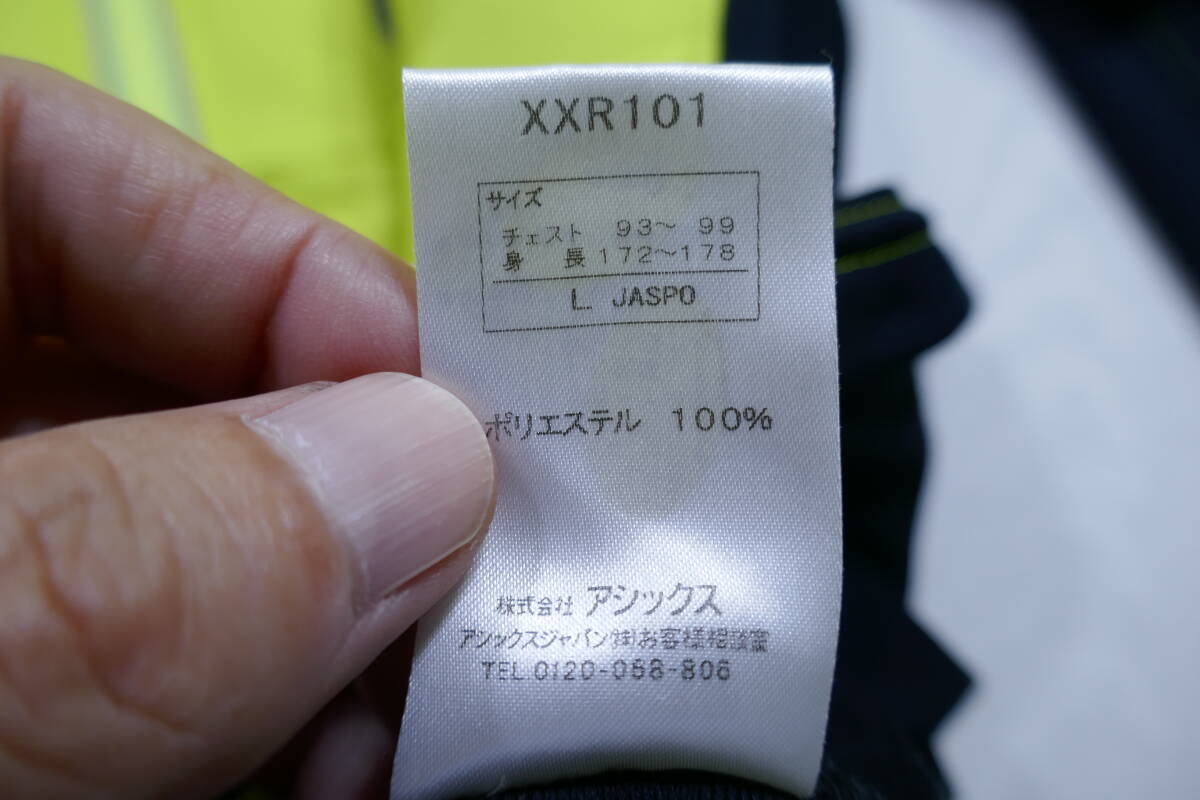 XXR101
サイズ
チェスト 93～ 99
身 長 172～178
L JASPO
ポリエステル 100%
株式会社 アシックス
アシックスジャパン(株)お客様相談室
TEL 0120-068-806